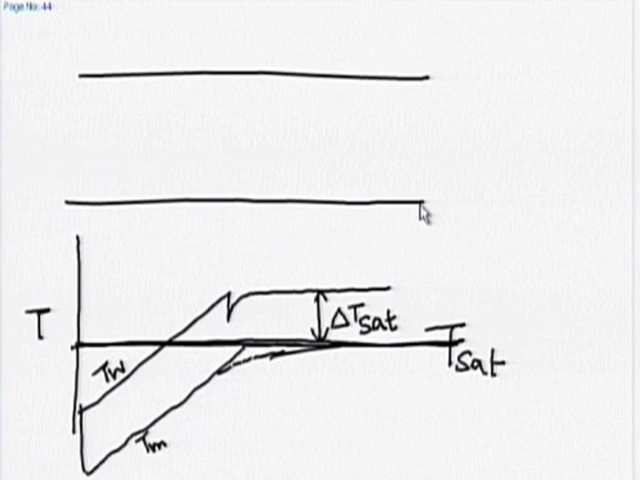 Page No: 44
T
ΔTsat
Tsat
Tw
Tm